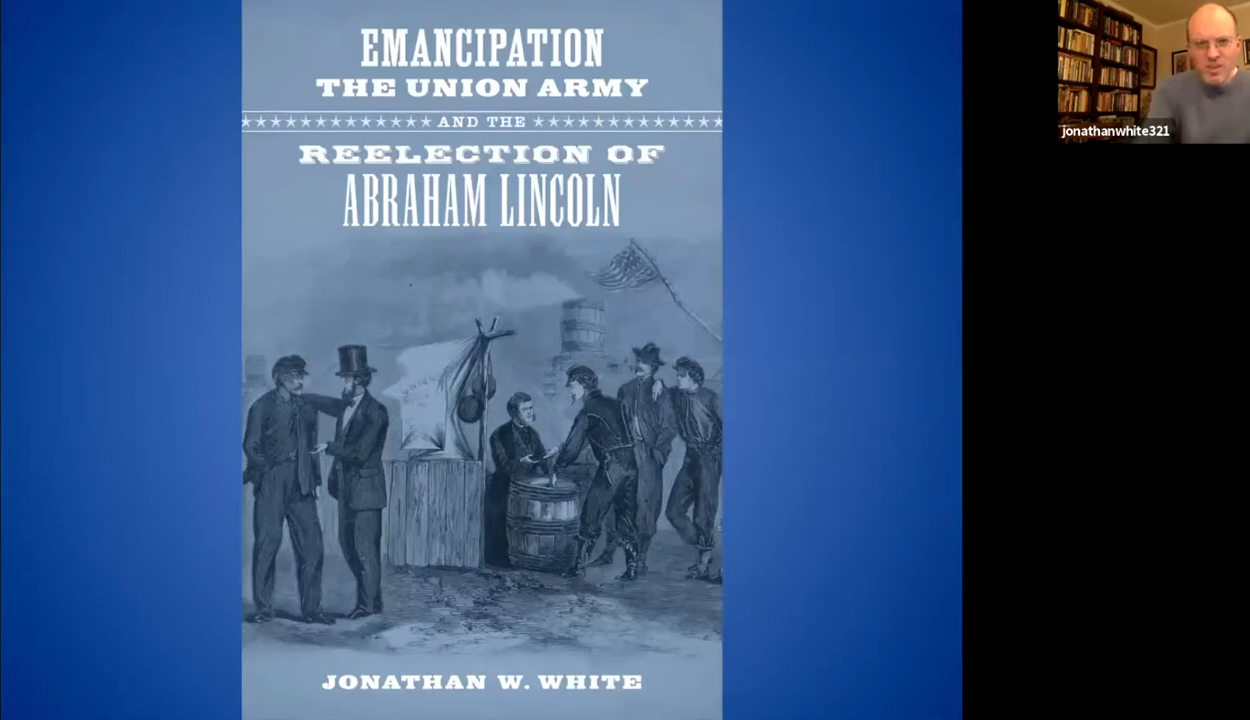 EMANCIPATION
THE UNION ARMY
AND THE
REELECTION OF
ABRAHAM LINCOLN
JONATHAN W. WHITE
jonathanwhite321